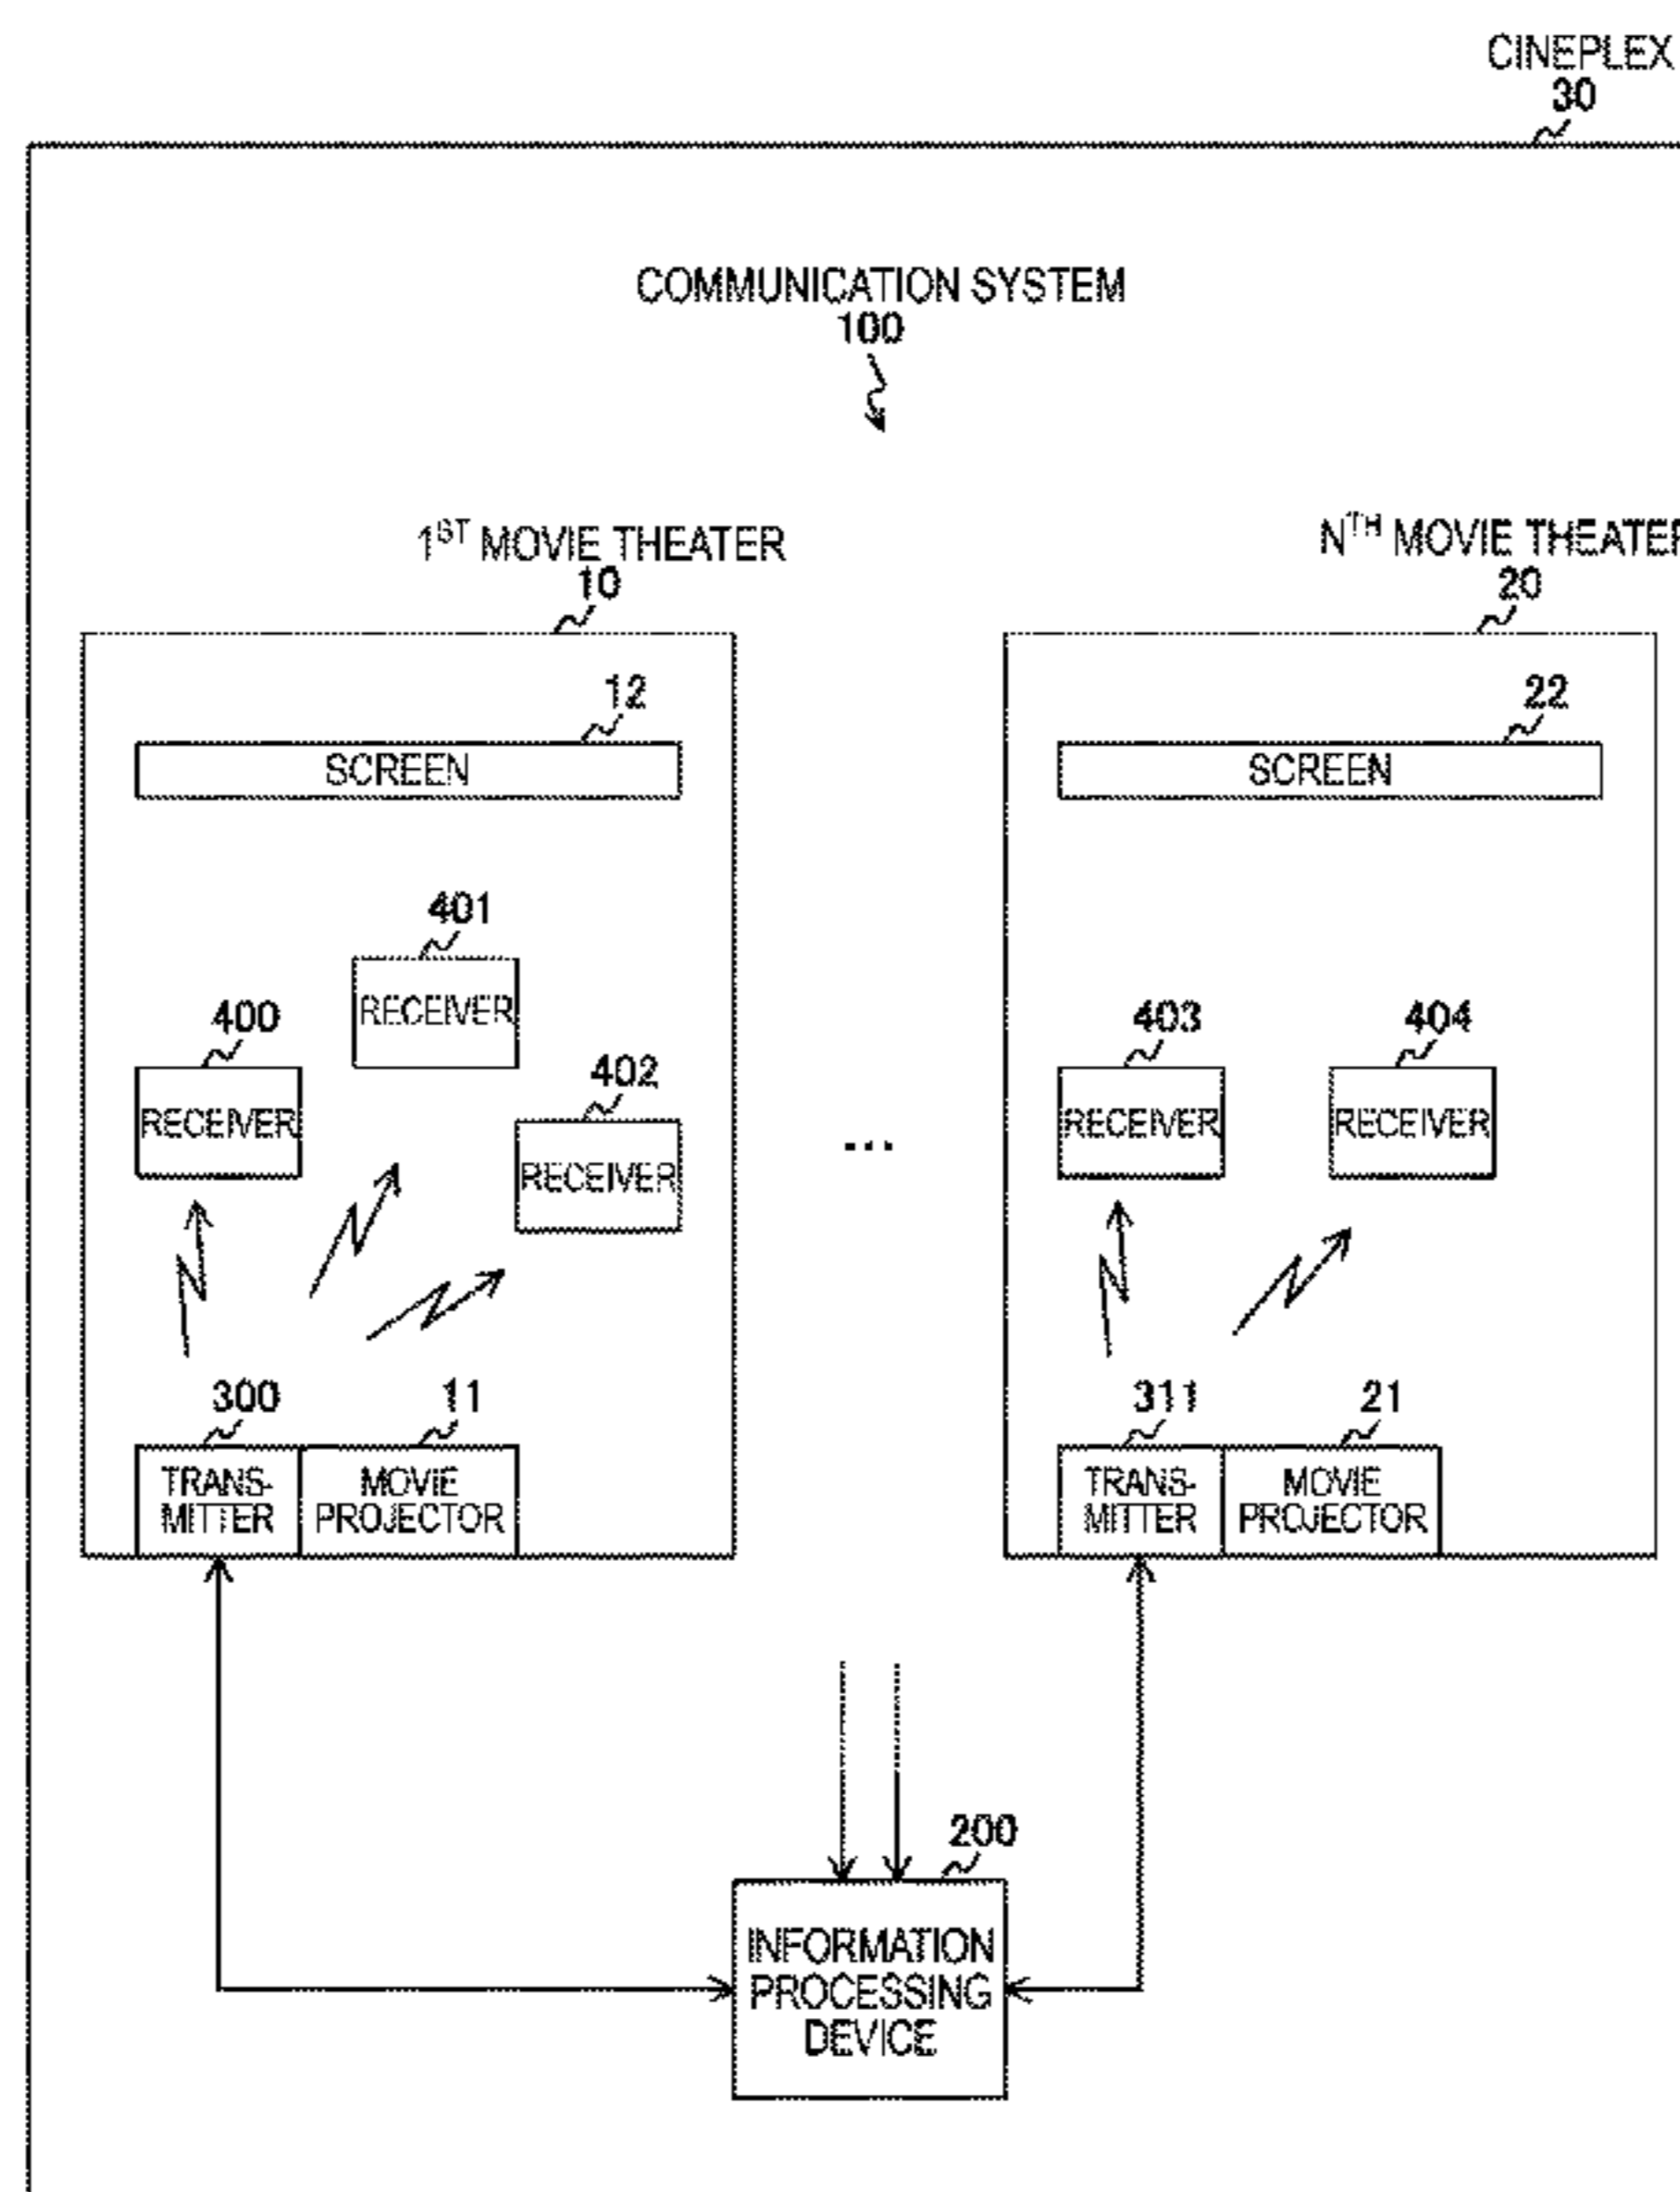 CINEPLEX
30
COMMUNICATION SYSTEM
100
1ST MOVIE THEATER
10
NTH MOVIE THEATER
20
12
SCREEN
22
SCREEN
401
RECEIVER
400
RECEIVER
402
RECEIVER
...
403
RECEIVER
404
RECEIVER
300
TRANS-
MITTER
11
MOVIE
PROJECTOR
311
TRANS-
MITTER
21
MOVIE
PROJECTOR
200
INFORMATION
PROCESSING
DEVICE